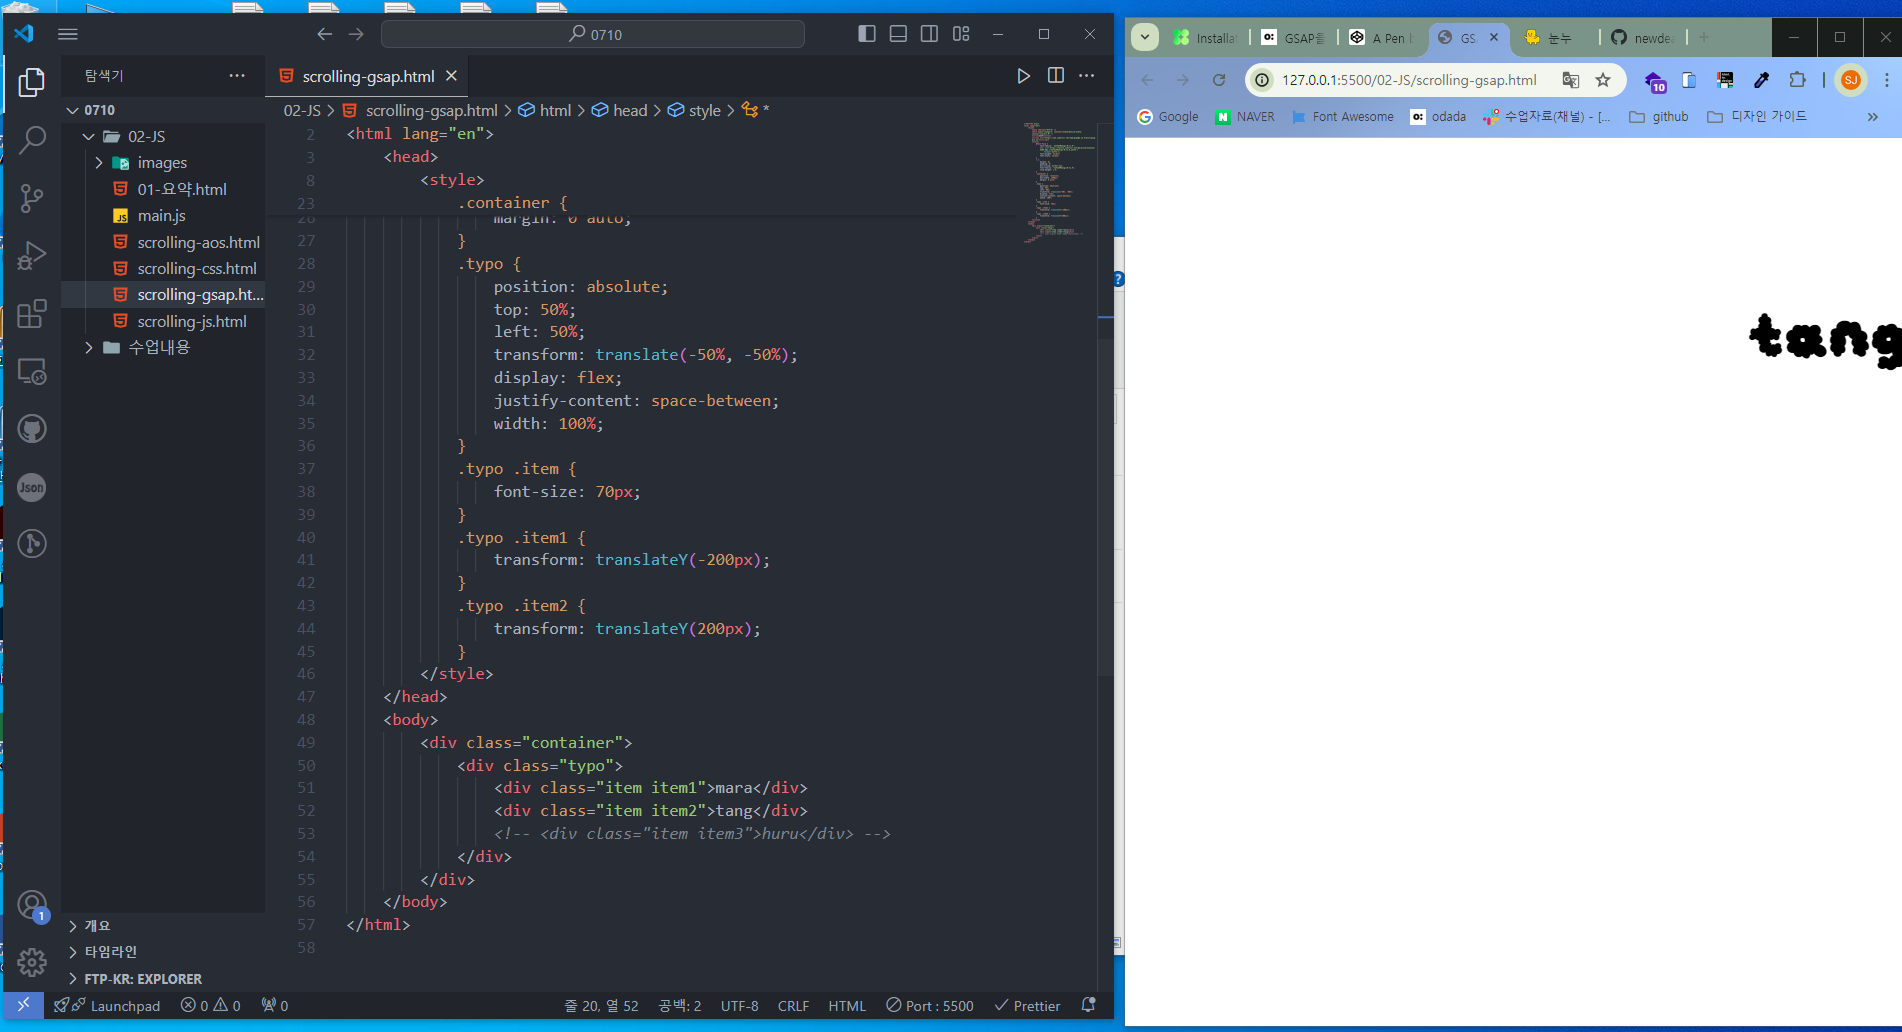 0710
탐색기
scrolling-gsap.html
0710
02-JS
images
01-요약.html
main.js
scrolling-aos.html
scrolling-css.html
scrolling-gsap.ht...
scrolling-js.html
수업내용
개요
타임라인
FTP-KR: EXPLORER
Json
1
02-JS > scrolling-gsap.html > html > head > style > *
2 <html lang="en">
3 <head>
8 <style>
23 .container {
26 margin: 0 auto;
27 }
28 .typo {
29 position: absolute;
30 top: 50%;
31 left: 50%;
32 transform: translate(-50%, -50%);
33 display: flex;
34 justify-content: space-between;
35 width: 100%;
36 }
37 .typo .item {
38 font-size: 70px;
39 }
40 .typo .item1 {
41 transform: translateY(-200px);
42 }
43 .typo .item2 {
44 transform: translateY(200px);
45 }
46 </style>
47 </head>
48 <body>
49 <div class="container">
50 <div class="typo">
51 <div class="item item1">mara</div>
52 <div class="item item2">tang</div>
53 <!-- <div class="item item3">huru</div> -->
54 </div>
55 </div>
56 </body>
57 </html>
58
Launchpad 0 0 0 줄 20, 열 52 공백: 2 UTF-8 CRLF HTML Port : 5500 Prettier
Installa GSAP을 A Pen GS 눈누 newdea
127.0.0.1:5500/02-JS/scrolling-gsap.html 10 SJ
Google NAVER Font Awesome odada 수업자료(채널) - [... github 디자인 가이드 »
tang